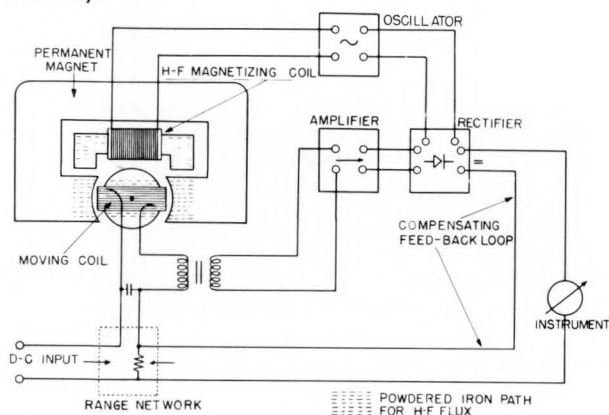 OSCILLATOR
PERMANENT
MAGNET
H-F MAGNETIZING COIL
AMPLIFIER
RECTIFIER
=
MOVING COIL
COMPENSATING
FEED-BACK LOOP
INSTRUMENT
D-C INPUT
RANGE NETWORK
POWDERED IRON PATH
FOR H-F FLUX